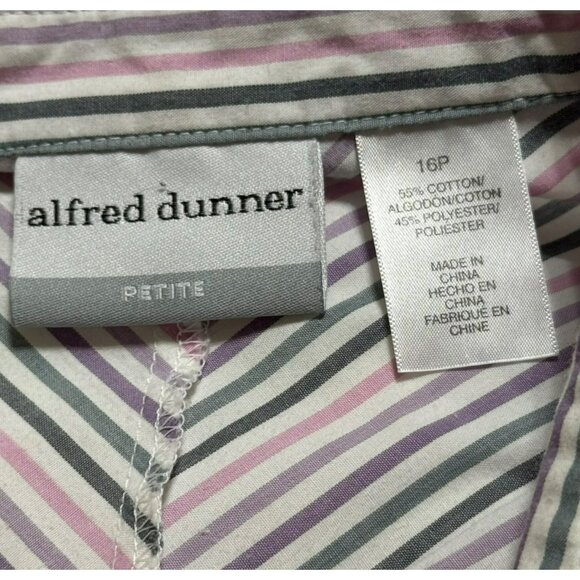 alfred dunner
PETITE
16P
55% COTTON/
ALGODÓN/COTON
45% POLYESTER/
POLIESTER
MADE IN
CHINA
HECHO EN
CHINA
FABRIQUÉ EN
CHINE